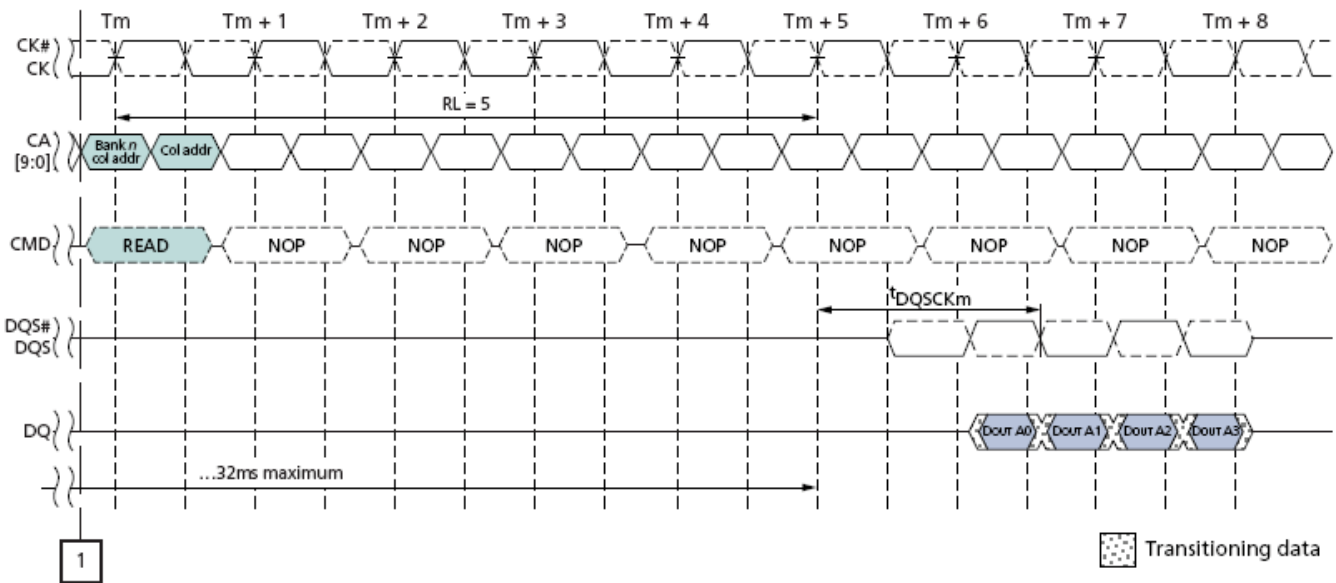 Tm Tm + 1 Tm + 2 Tm + 3 Tm + 4 Tm + 5 Tm + 6 Tm + 7 Tm + 8
CK#
CK
RL = 5
CA
[9:0]
Bank n
col addr
Col addr
CMD READ NOP NOP NOP NOP NOP NOP NOP NOP
tDQSCKm
DQS#
DQS
DQ DOUT A0 DOUT A1 DOUT A2 DOUT A3
...32ms maximum
1
Transitioning data